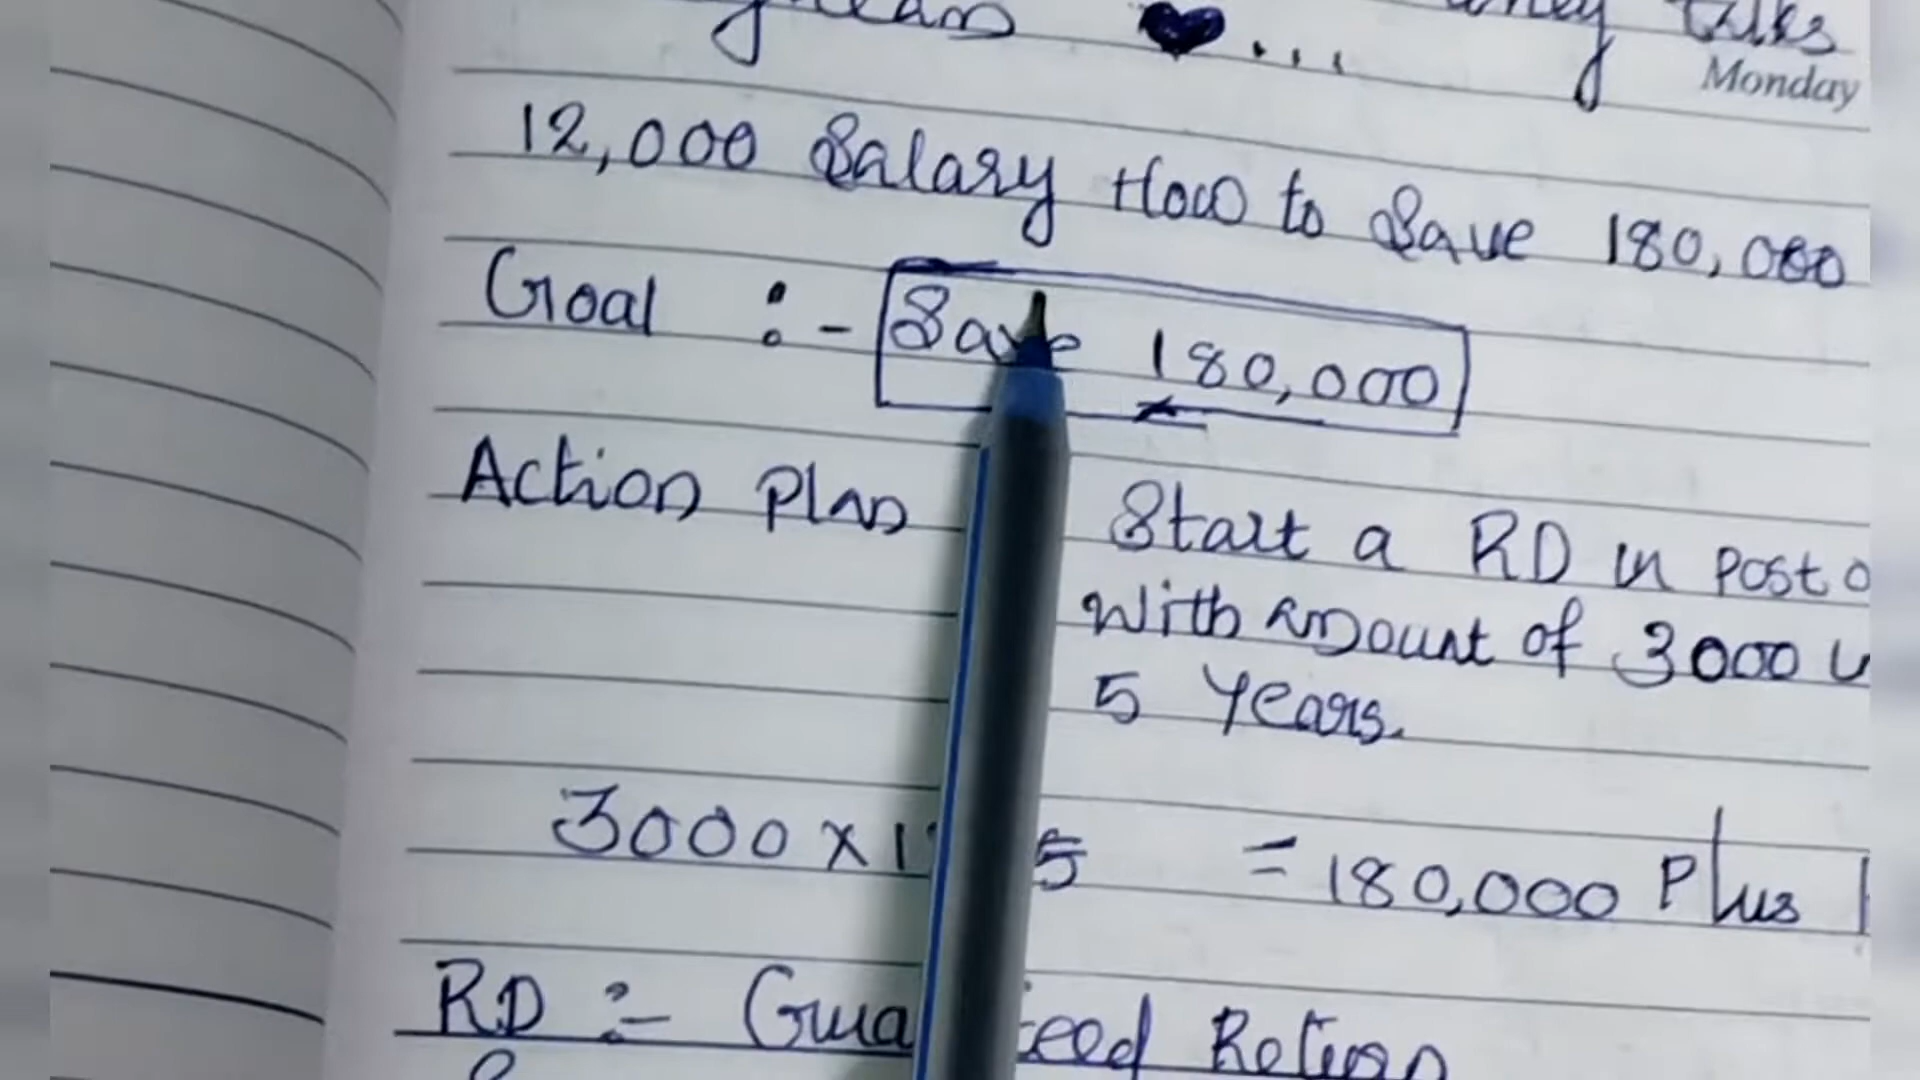 talks
Monday
12,000 Salary How to Save 180,000
Goal :- Save 180,000
Action Plan Start a RD in Post
With amount of 3000
5 Years.
3000 x 5 = 180,000 Plus
RD :- Return